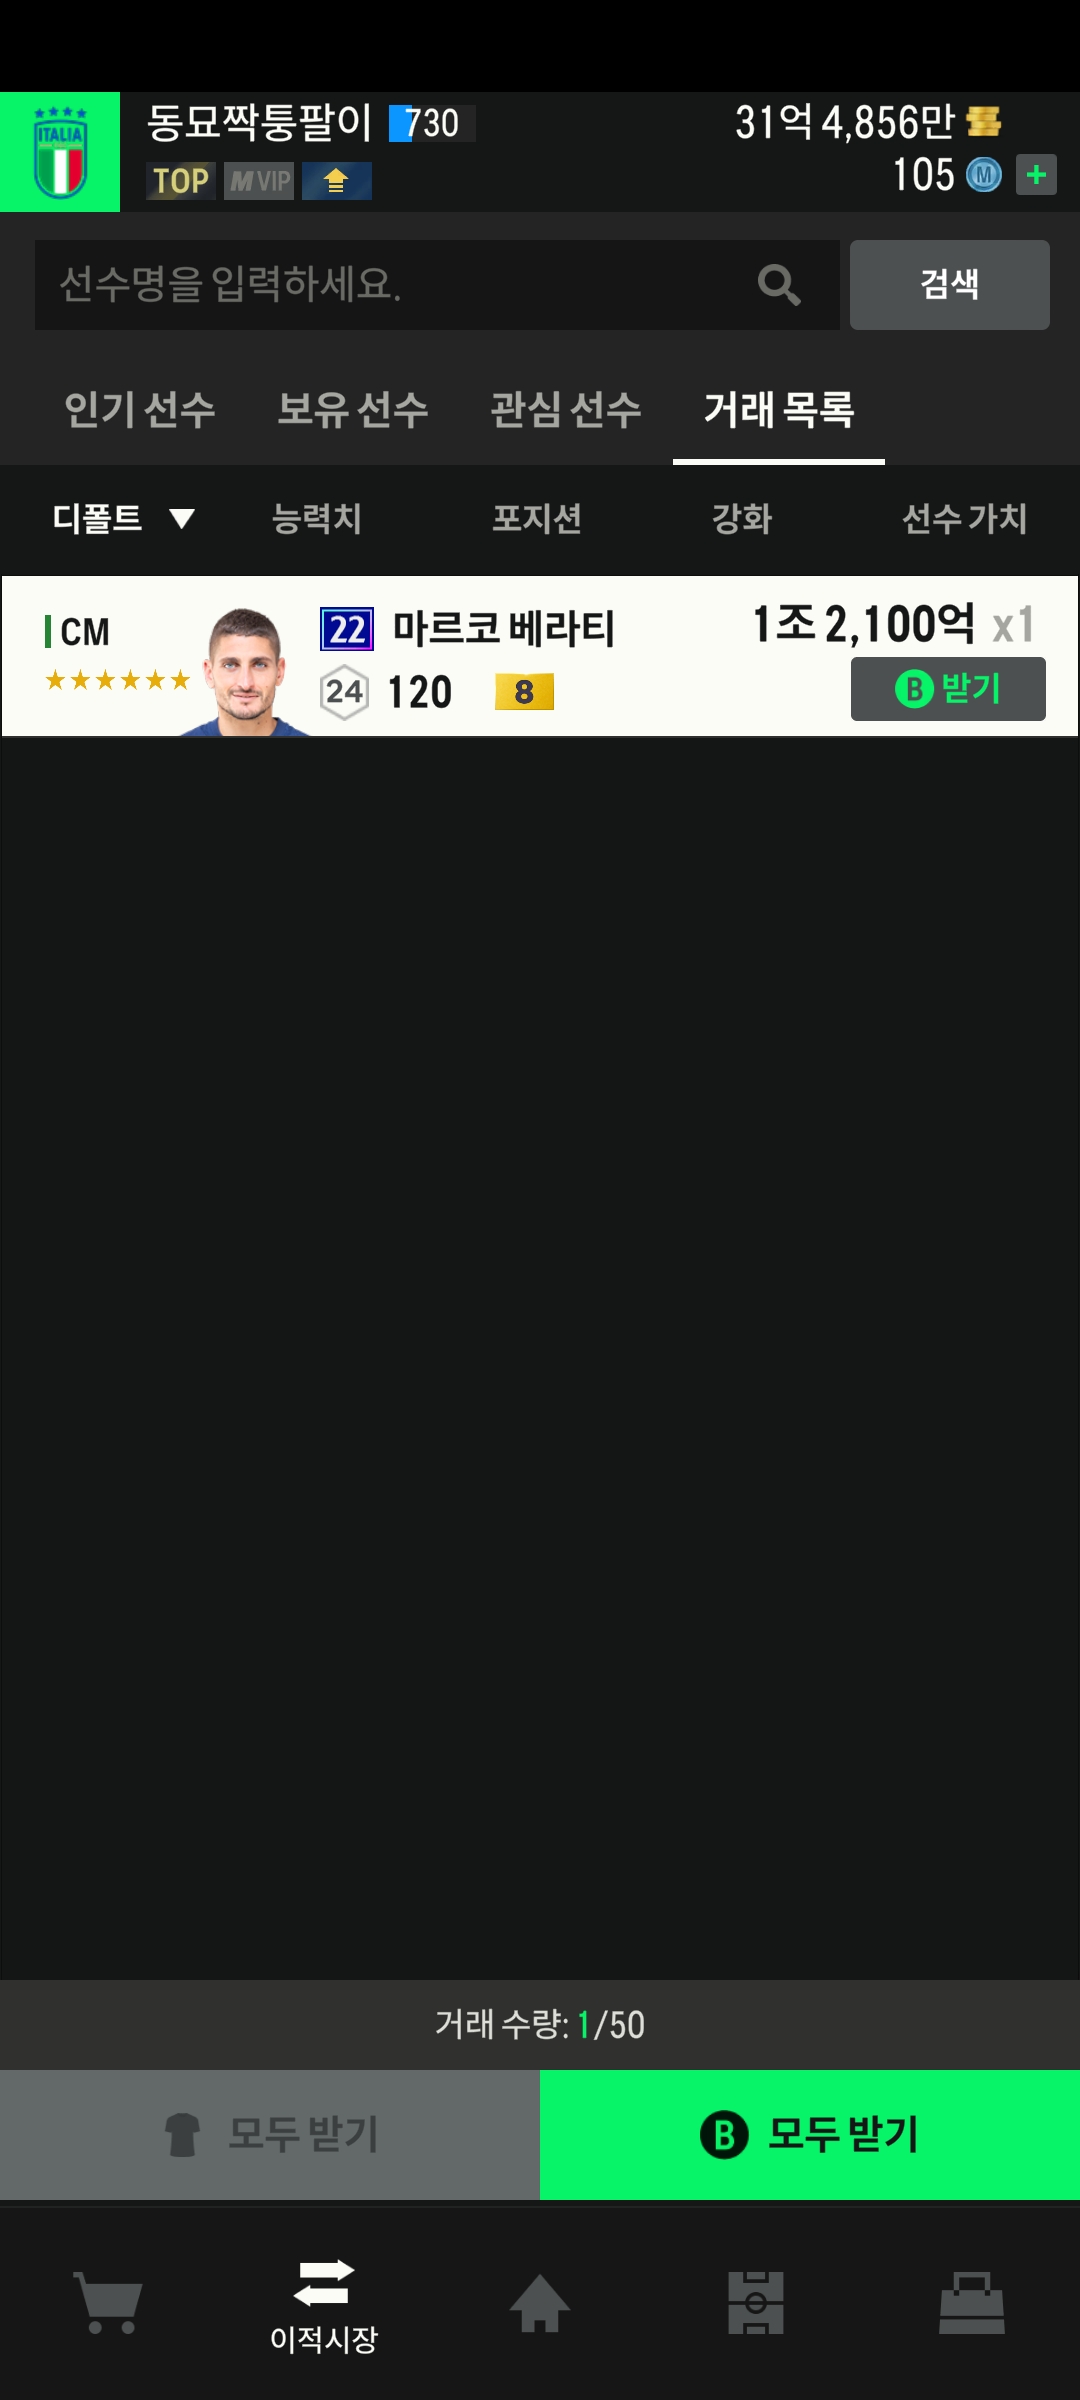 ITALIA
동묘짝퉁팔이 730
31억 4,856만
TOP M VIP
105 M +
선수명을 입력하세요.
검색
인기 선수 보유 선수 관심 선수 거래 목록
디폴트 ▼ 능력치 포지션 강화 선수 가치
CM 22 마르코 베라티 1조 2,100억 x1
★★★★★★ 24 120 8 B 받기
거래 수량: 1/50
모두 받기
B 모두 받기
이적시장